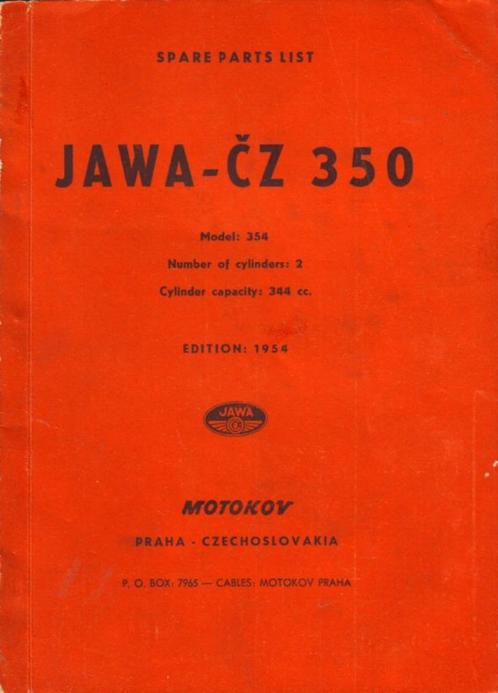 SPARE PARTS LIST
JAWA-ČZ 350
Model: 354
Number of cylinders: 2
Cylinder capacity: 344 cc.
EDITION: 1954
JAWA
MOTOKOV
PRAHA - CZECHOSLOVAKIA
P. O. BOX: 7965 — CABLES: MOTOKOV PRAHA